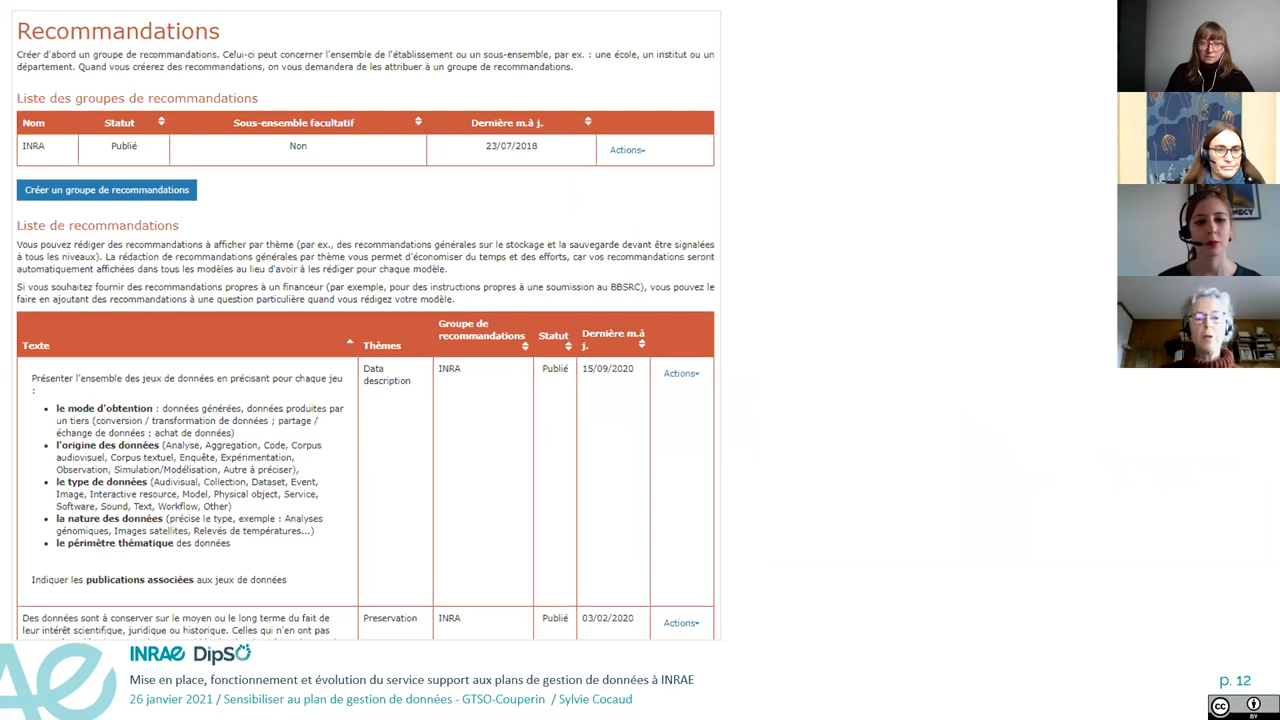 Recommandations
Créer d'abord un groupe de recommandations. Celui-ci peut concerner l'ensemble de l'établissement ou un sous-ensemble, par ex. : une école, un institut ou un
département. Quand vous créerez des recommandations, on vous demandera de les attribuer à un groupe de recommandations.
Liste des groupes de recommandations
Nom Statut Sous-ensemble facultatif Dernière m.à j.
INRA Publié Non 23/07/2018 Actions
Créer un groupe de recommandations
Liste de recommandations
Vous pouvez rédiger des recommandations à afficher par thème (par ex., des recommandations générales sur le stockage et la sauvegarde devant être signalées
à tous les niveaux). La rédaction de recommandations générales par thème vous permet d'économiser du temps et des efforts, car vos recommandations seront
automatiquement affichées dans tous les modèles au lieu d'avoir à les rédiger pour chaque modèle.
Si vous souhaitez fournir des recommandations propres à un financeur (par exemple, pour des instructions propres à une soumission au BBSRC), vous pouvez le
faire en ajoutant des recommandations à une question particulière quand vous rédigez votre modèle.
Texte Thèmes Groupe de recommandations Statut Dernière m.à j.
Présenter l'ensemble des jeux de données en précisant pour chaque jeu
:
• le mode d'obtention : données générées, données produites par
un tiers (conversion / transformation de données ; partage /
échange de données ; achat de données)
• l'origine des données (Analyse, Aggregation, Code, Corpus
audiovisuel, Corpus textuel, Enquête, Expérimentation,
Observation, Simulation/Modélisation, Autre à préciser),
• le type de données (Audivisual, Collection, Dataset, Event,
Image, Interactive resource, Model, Physical object, Service,
Software, Sound, Text, Workflow, Other)
• la nature des données (précise le type, exemple : Analyses
génomiques, Images satellites, Relevés de températures...)
• le périmètre thématique des données
Indiquer les publications associées aux jeux de données
Data
description
INRA Publié 15/09/2020 Actions
Des données sont à conserver sur le moyen ou le long terme du fait de
leur intérêt scientifique, juridique ou historique. Celles qui n'en ont pas
Preservation INRA Publié 03/02/2020 Actions
NECY
INRAE DipSO
Mise en place, fonctionnement et évolution du service support aux plans de gestion de données à INRAE
26 janvier 2021 / Sensibiliser au plan de gestion de données - GTSO-Couperin / Sylvie Cocaud
p. 12
cc BY